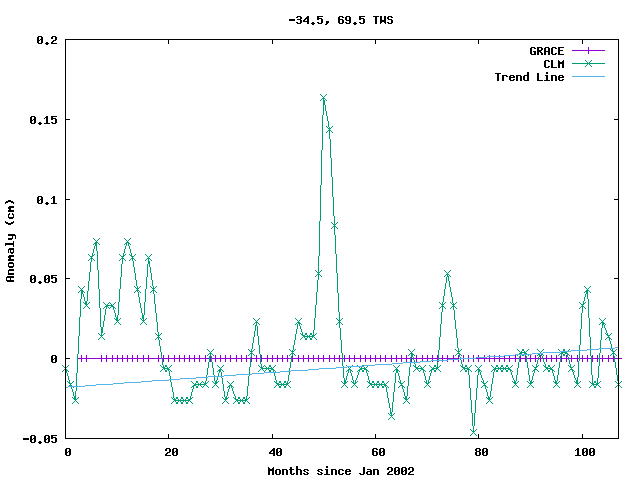 -34.5, 69.5 TWS
GRACE
CLM
Trend Line
0.2
0.15
0.1
0.05
0
-0.05
Anomaly (cm)
0 20 40 60 80 100
Months since Jan 2002